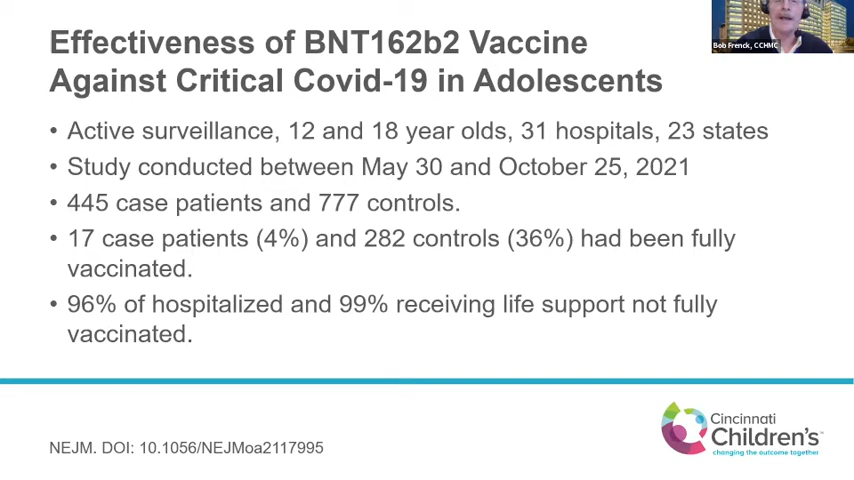 Effectiveness of BNT162b2 Vaccine
Against Critical Covid-19 in Adolescents
Bob Frenck, CCHMC
• Active surveillance, 12 and 18 year olds, 31 hospitals, 23 states
• Study conducted between May 30 and October 25, 2021
• 445 case patients and 777 controls.
• 17 case patients (4%) and 282 controls (36%) had been fully
vaccinated.
• 96% of hospitalized and 99% receiving life support not fully
vaccinated.
NEJM. DOI: 10.1056/NEJMoa2117995
Cincinnati
Children's™
changing the outcome together